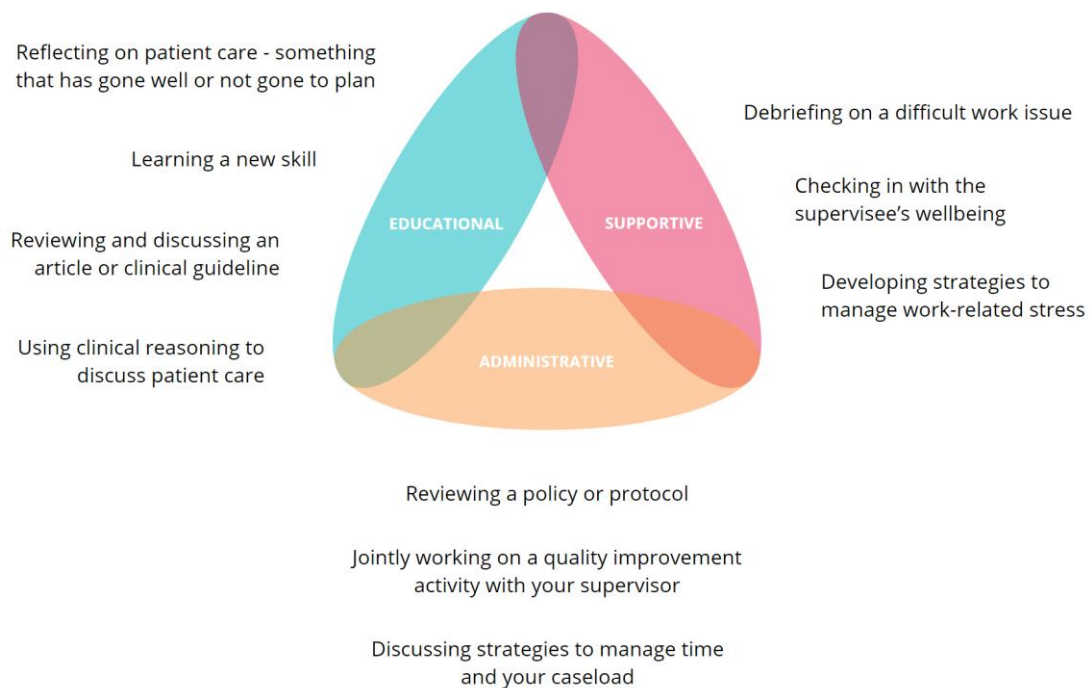 Reflecting on patient care - something
that has gone well or not gone to plan
Learning a new skill
Reviewing and discussing an
article or clinical guideline
Using clinical reasoning to
discuss patient care
EDUCATIONAL
SUPPORTIVE
ADMINISTRATIVE
Debriefing on a difficult work issue
Checking in with the
supervisee’s wellbeing
Developing strategies to
manage work-related stress
Reviewing a policy or protocol
Jointly working on a quality improvement
activity with your supervisor
Discussing strategies to manage time
and your caseload